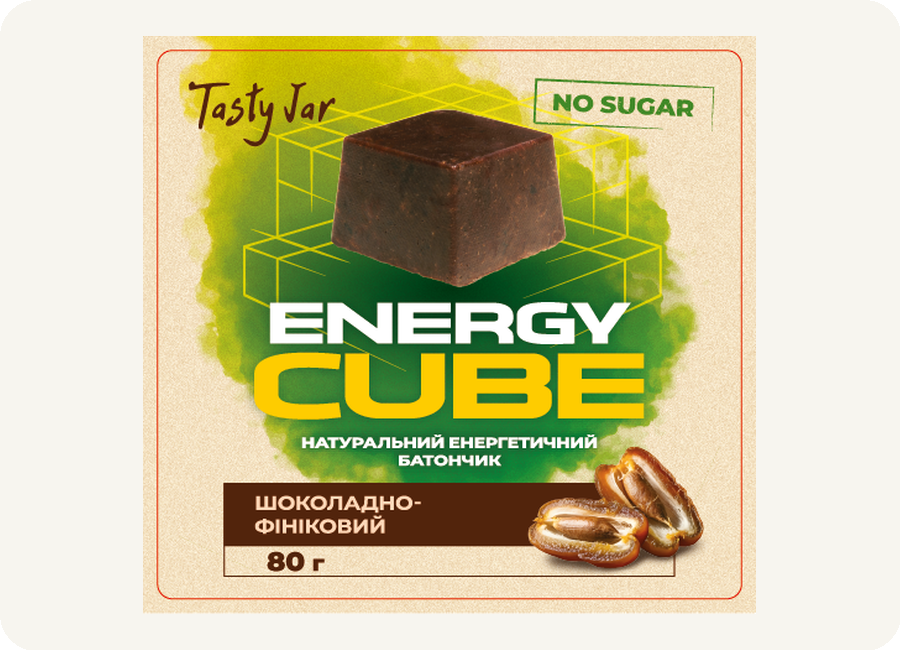 Tasty Jar
NO SUGAR
ENERGY
CUBE
НАТУРАЛЬНИЙ ЕНЕРГЕТИЧНИЙ
БАТОНЧИК
ШОКОЛАДНО-
ФІНІКОВИЙ
80 г